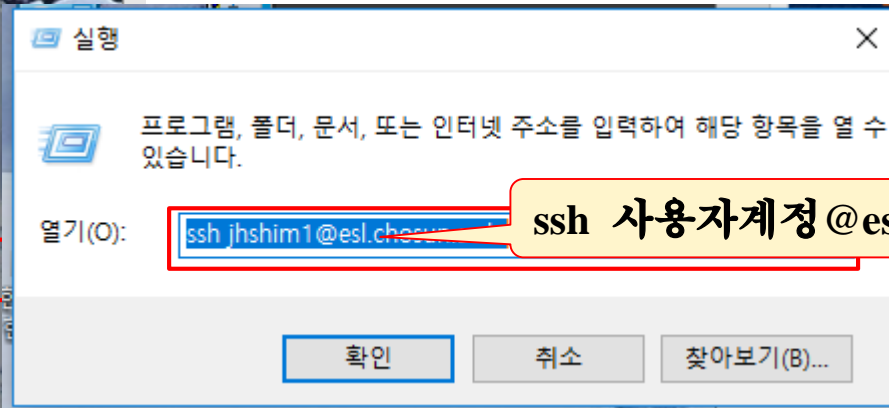 실행
프로그램, 폴더, 문서, 또는 인터넷 주소를 입력하여 해당 항목을 열 수
있습니다.
열기(O):
ssh jhshim1@esl.chosun
ssh 사용자계정@es
확인
취소
찾아보기(B)...